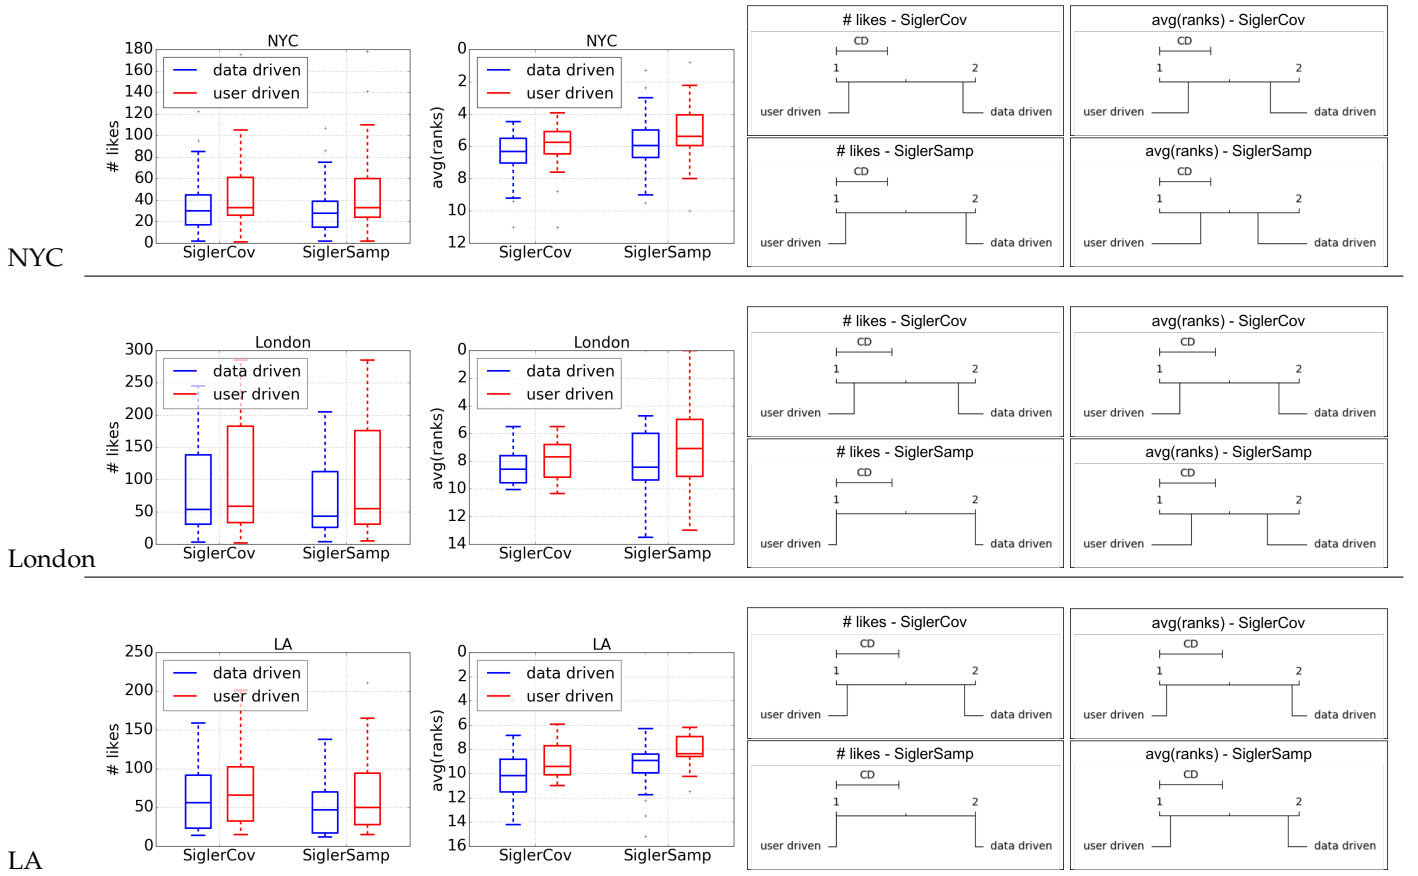 NYC
180
160
140
120
100
80
60
40
20
0
# likes
data driven
user driven
SiglerCov
SiglerSamp
NYC
0
2
4
6
8
10
12
avg(ranks)
data driven
user driven
SiglerCov
SiglerSamp
# likes - SiglerCov
CD
1 2
user driven data driven
avg(ranks) - SiglerCov
CD
1 2
user driven data driven
# likes - SiglerSamp
CD
1 2
user driven data driven
avg(ranks) - SiglerSamp
CD
1 2
user driven data driven
NYC
London
300
250
200
150
100
50
0
# likes
data driven
user driven
SiglerCov
SiglerSamp
London
0
2
4
6
8
10
12
14
avg(ranks)
data driven
user driven
SiglerCov
SiglerSamp
# likes - SiglerCov
CD
1 2
user driven data driven
avg(ranks) - SiglerCov
CD
1 2
user driven data driven
# likes - SiglerSamp
CD
1 2
user driven data driven
avg(ranks) - SiglerSamp
CD
1 2
user driven data driven
London
LA
250
200
150
100
50
0
# likes
data driven
user driven
SiglerCov
SiglerSamp
LA
0
2
4
6
8
10
12
14
16
avg(ranks)
data driven
user driven
SiglerCov
SiglerSamp
# likes - SiglerCov
CD
1 2
user driven data driven
avg(ranks) - SiglerCov
CD
1 2
user driven data driven
# likes - SiglerSamp
CD
1 2
user driven data driven
avg(ranks) - SiglerSamp
CD
1 2
user driven data driven
LA